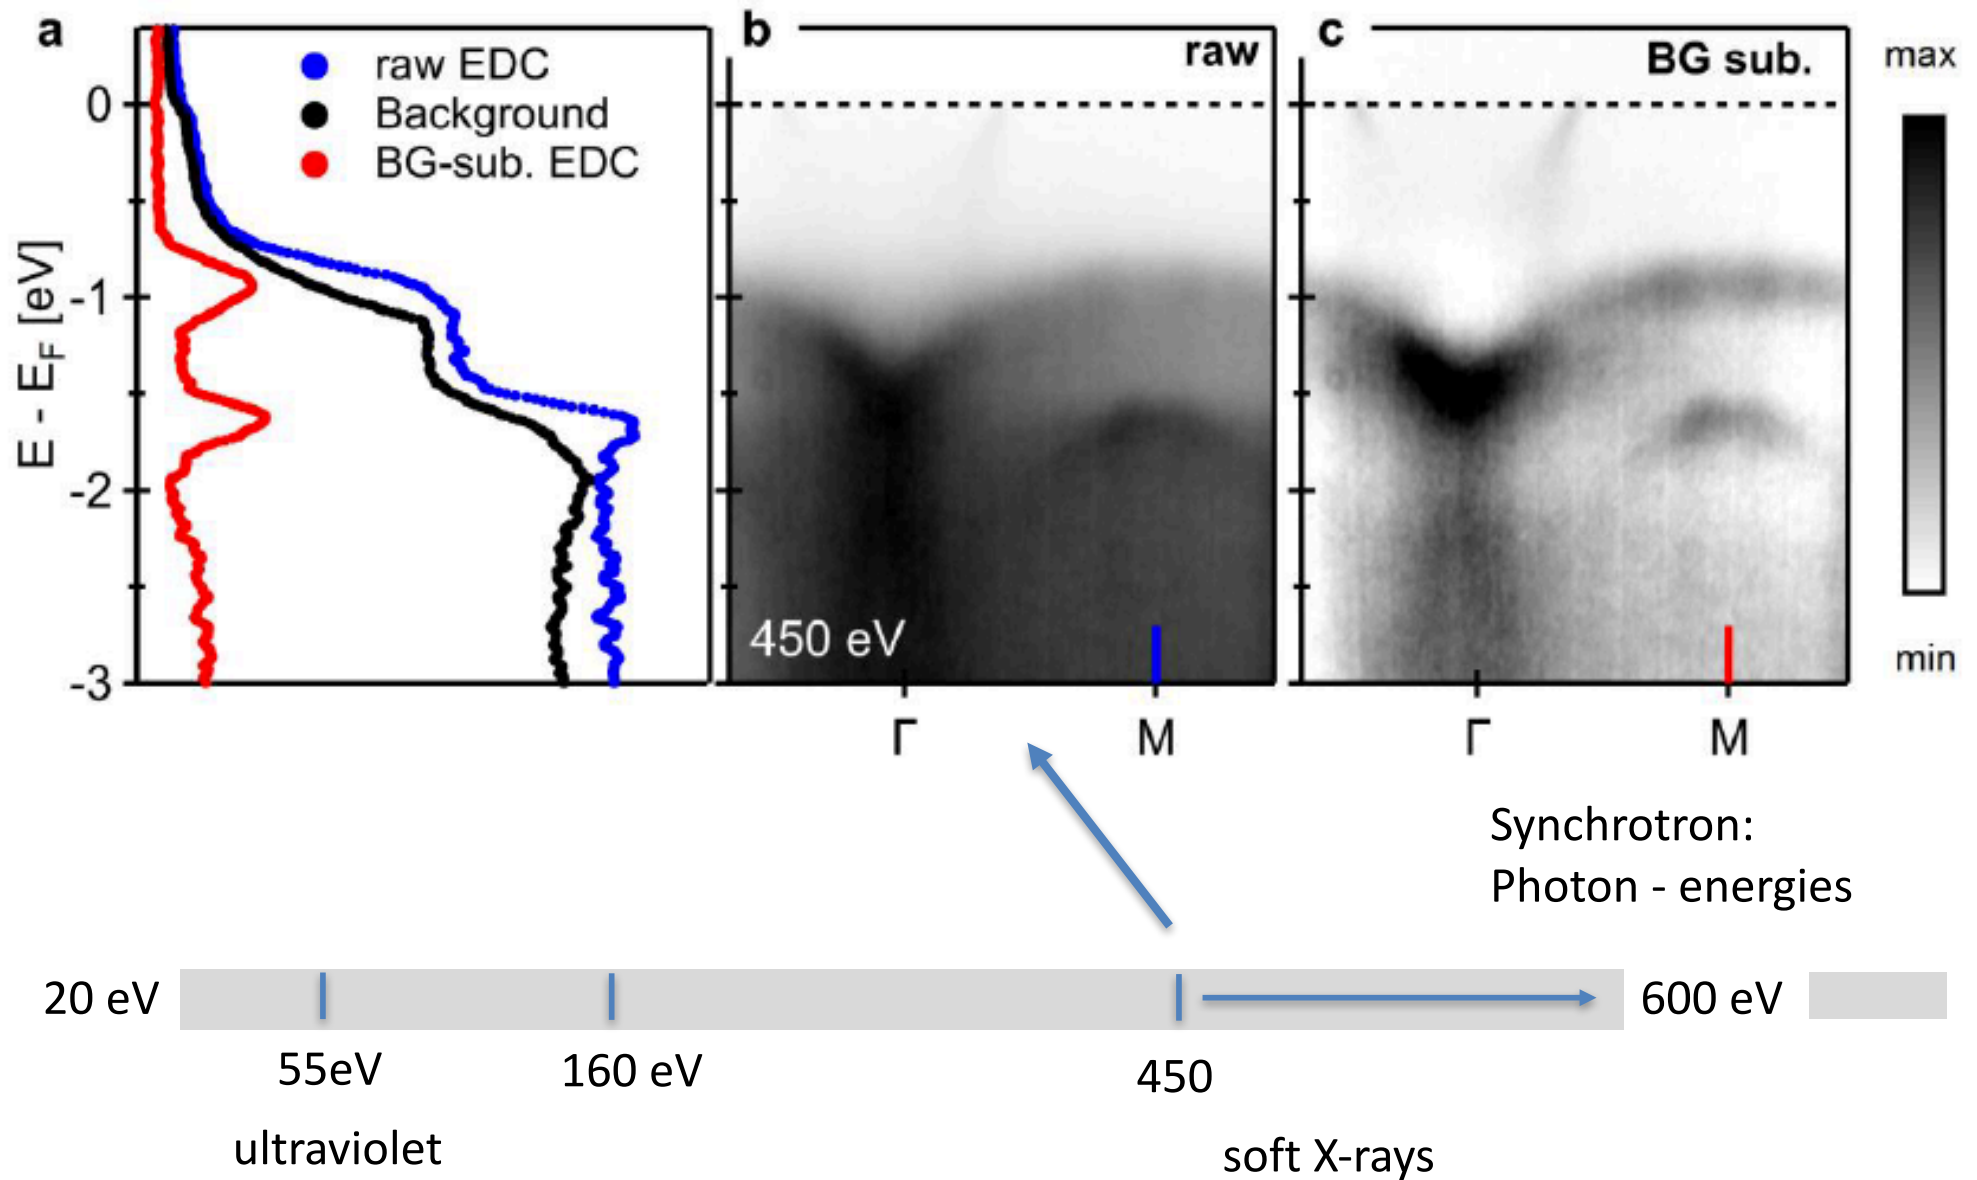 a
b
c
raw EDC
Background
BG-sub. EDC
raw
BG sub.
max
min
0
-1
-2
-3
E - E_F [eV]
450 eV
Γ
M
Γ
M
Synchrotron:
Photon - energies
20 eV
600 eV
55eV
160 eV
450
ultraviolet
soft X-rays